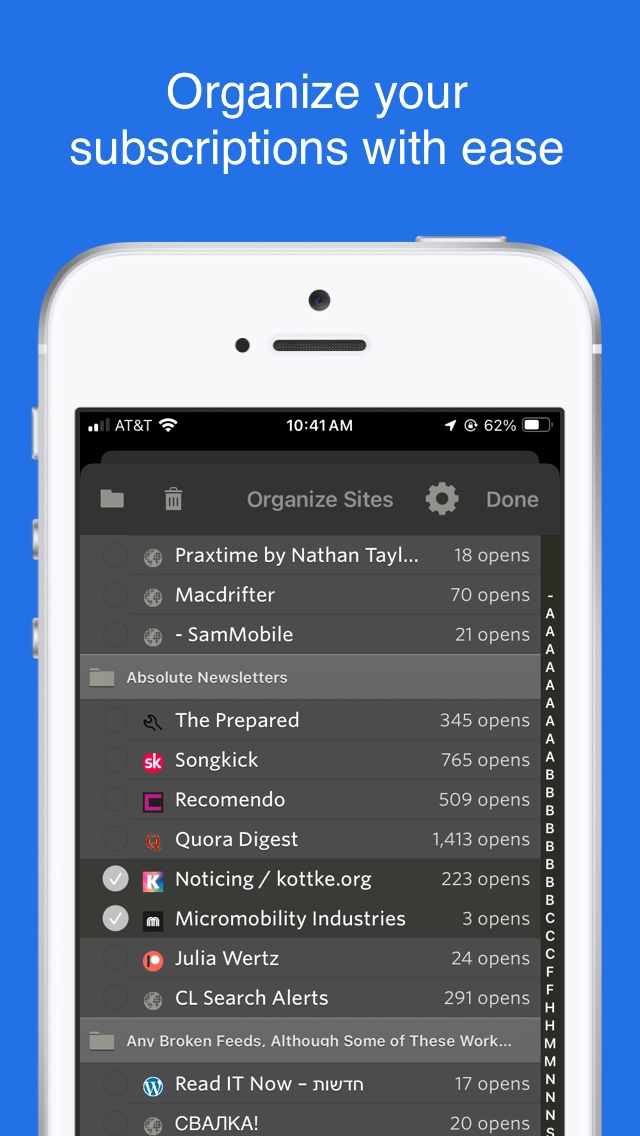 Organize your
subscriptions with ease
AT&T 10:41 AM 62%
Organize Sites Done
Praxtime by Nathan Tayl... 18 opens
Macdrifter 70 opens
- SamMobile 21 opens
Absolute Newsletters
The Prepared 345 opens
sk Songkick 765 opens
Recomendo 509 opens
Quora Digest 1,413 opens
K Noticing / kottke.org 223 opens
Micromobility Industries 3 opens
Julia Wertz 24 opens
CL Search Alerts 291 opens
Any Broken Feeds, Although Some of These Work...
Read IT Now – חדשות 17 opens
СВАЛКА! 20 opens
-
A
A
A
A
A
A
A
A
A
B
B
B
B
B
B
B
B
C
C
C
F
F
H
H
M
M
N
N
N
S